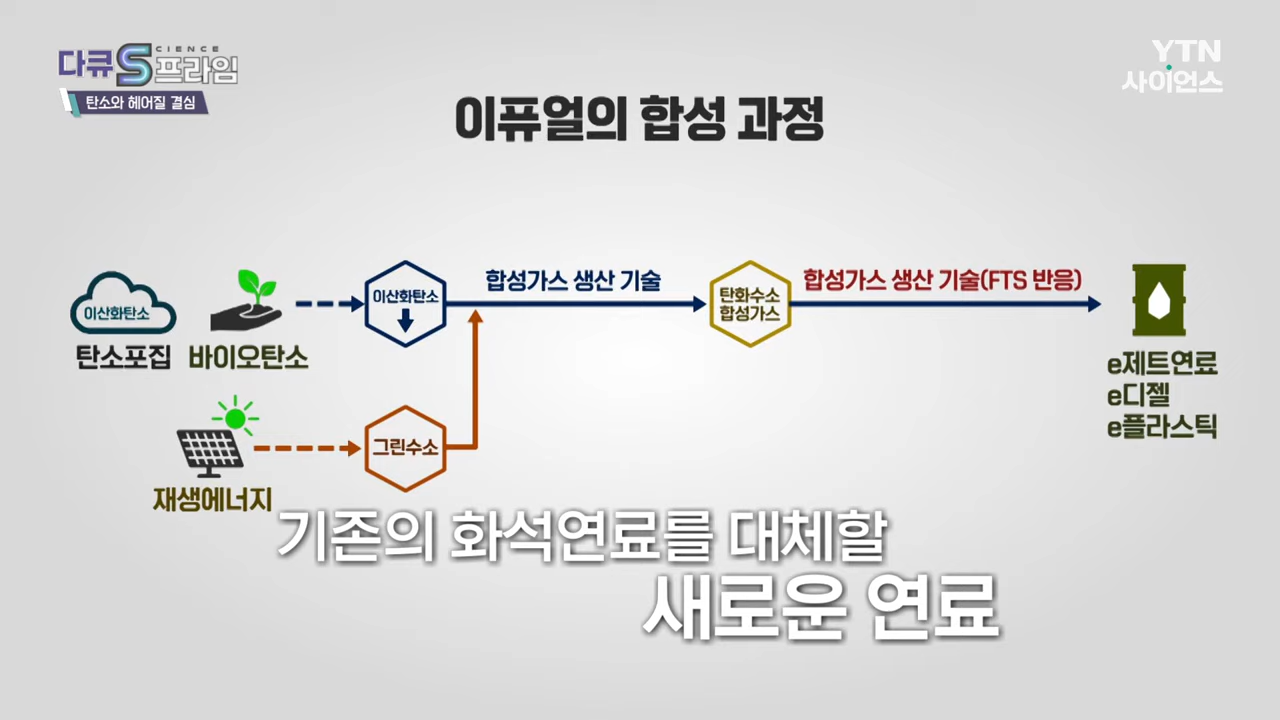 다큐 S CIENCE 프라임
탄소와 헤어질 결심
YTN
사이언스
이퓨얼의 합성 과정
이산화탄소
탄소포집
바이오탄소
이산화탄소
합성가스 생산 기술
탄화수소
합성가스
합성가스 생산 기술(FTS 반응)
e제트연료
e디젤
e플라스틱
재생에너지
그린수소
기존의 화석연료를 대체할
새로운 연료